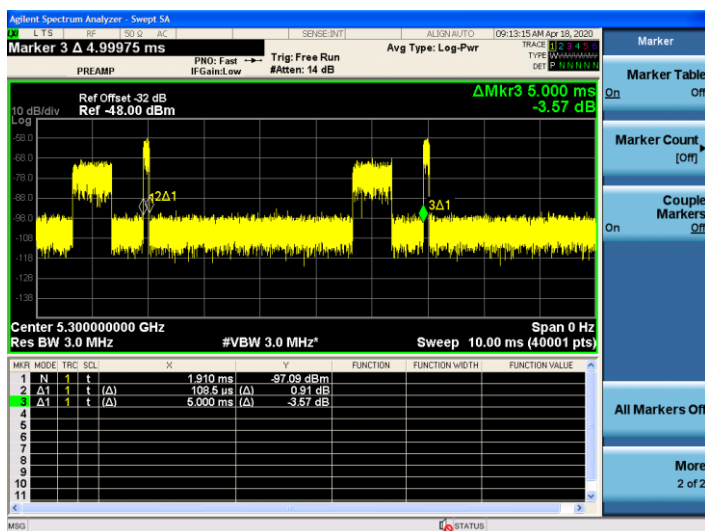 Agilent Spectrum Analyzer - Swept SA
LXI L T S RF 50 Ω AC SENSE:INT ALIGN AUTO 09:13:15 AM Apr 18, 2020
Marker 3 Δ 4.99975 ms
PREAMP
PNO: Fast
IFGain:Low
Trig: Free Run
#Atten: 14 dB
Avg Type: Log-Pwr
TRACE 1 2 3 4 5 6
TYPE
DET P N N N N N
10 dB/div
Log
Ref Offset -32 dB
Ref -48.00 dBm
ΔMkr3 5.000 ms
-3.57 dB
-58.0
-68.0
-78.0
-88.0
-98.0
-108
-118
-128
-138
2Δ1
3Δ1
Center 5.300000000 GHz
Span 0 Hz
Res BW 3.0 MHz
#VBW 3.0 MHz*
Sweep 10.00 ms (40001 pts)
MKR MODE TRC SCL X Y FUNCTION FUNCTION WIDTH FUNCTION VALUE
1 N 1 t 1.910 ms -97.09 dBm
2 Δ1 1 t (Δ) 108.5 µs (Δ) 0.91 dB
3 Δ1 1 t (Δ) 5.000 ms (Δ) -3.57 dB
4
5
6
7
8
9
10
11
MSG
STATUS
Marker
Marker Table
On Off
Marker Count
[Off]
Couple
Markers
On Off
All Markers Off
More
2 of 2